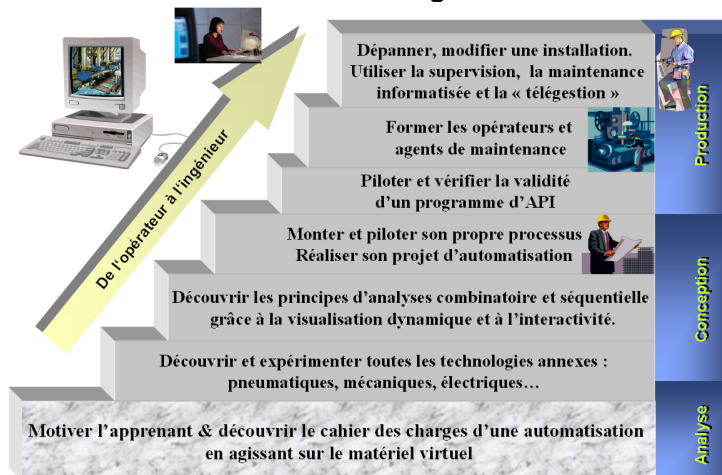 Dépanner, modifier une installation.
Utiliser la supervision, la maintenance
informatisée et la « télégestion »
Former les opérateurs et
agents de maintenance
Piloter et vérifier la validité
d'un programme d'API
Monter et piloter son propre processus
Réaliser son projet d'automatisation
Découvrir les principes d'analyses combinatoire et séquentielle
grâce à la visualisation dynamique et à l'interactivité.
Découvrir et expérimenter toutes les technologies annexes :
pneumatiques, mécaniques, électriques…
Motiver l'apprenant & découvrir le cahier des charges d'une automatisation
en agissant sur le matériel virtuel
De l'opérateur à l'ingénieur
Production
Conception
Analyse